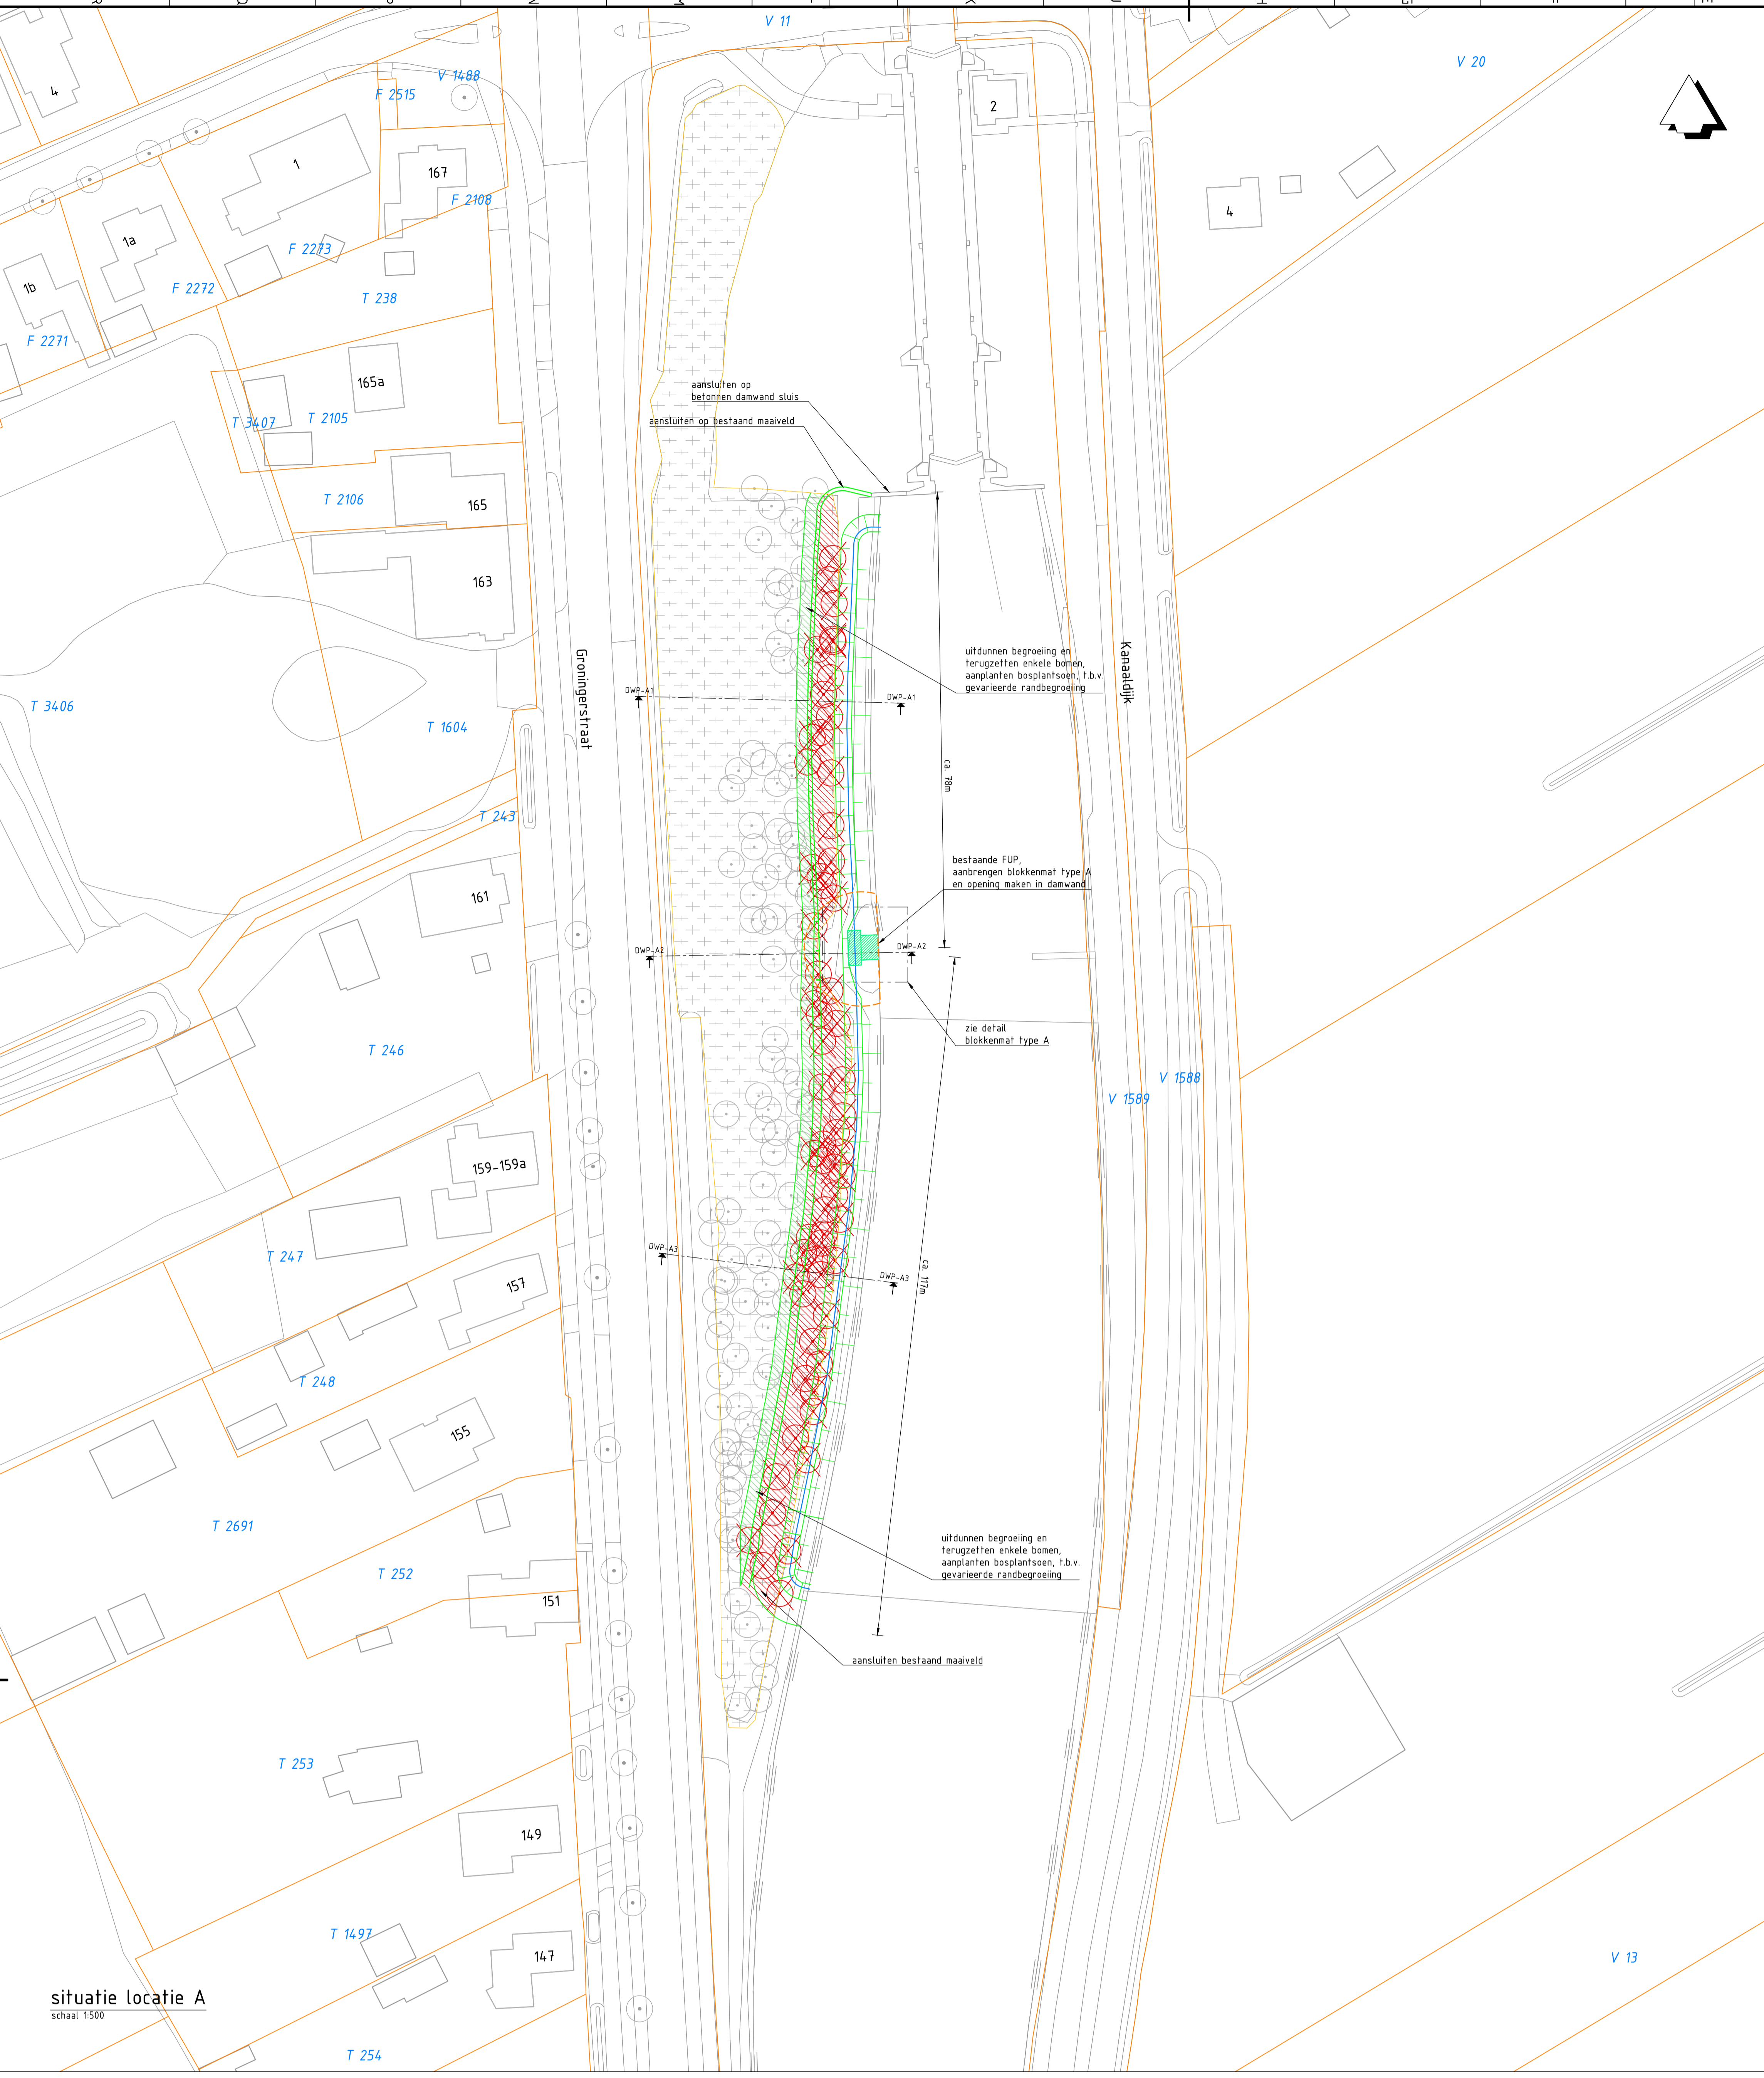 V 11
V 20
V 1488
F 2515
4
1
167
2
F 2108
1a
F 2273
4
1b
F 2272
T 238
F 2271
165a
aansluiten op
betonnen damwand sluis
T 3407
T 2105
aansluiten op bestaand maaiveld
T 2106
165
163
uitdunnen begroeiing en
terugzetten enkele bomen,
aanplanten bosplantsoen, t.b.v.
gevarieerde randbegroeiing
Groningerstraat
Kanaaldijk
DWP-A1
DWP-A1
T 3406
T 1604
ca. 78m
T 243
bestaande FUP,
aanbrengen blokkenmat type A
en opening maken in damwand
161
DWP-A2
DWP-A2
zie detail
blokkenmat type A
T 246
V 1588
V 1589
159-159a
T 247
DWP-A3
DWP-A3
ca. 117m
157
T 248
155
T 2691
uitdunnen begroeiing en
terugzetten enkele bomen,
aanplanten bosplantsoen, t.b.v.
gevarieerde randbegroeiing
T 252
151
aansluiten bestaand maaiveld
T 253
149
T 1497
147
V 13
situatie locatie A
schaal 1:500
T 254